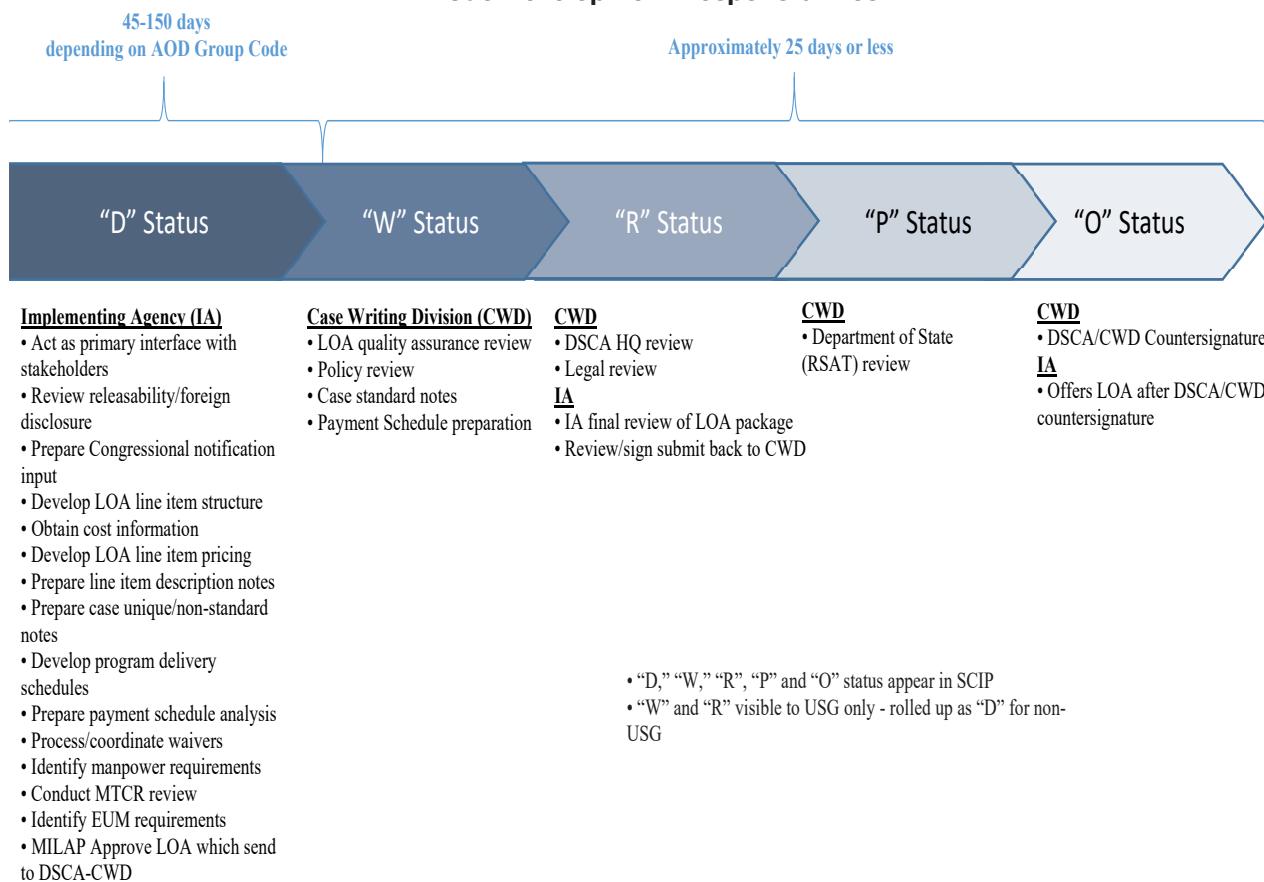 45-150 days
depending on AOD Group Code
Approximately 25 days or less
“D” Status
“W” Status
“R” Status
“P” Status
“O” Status
Implementing Agency (IA)
• Act as primary interface with
stakeholders
• Review releasability/foreign
disclosure
• Prepare Congressional notification
input
• Develop LOA line item structure
• Obtain cost information
• Develop LOA line item pricing
• Prepare line item description notes
• Prepare case unique/non-standard
notes
• Develop program delivery
schedules
• Prepare payment schedule analysis
• Process/coordinate waivers
• Identify manpower requirements
• Conduct MTCR review
• Identify EUM requirements
• MILAP Approve LOA which send
to DSCA-CWD
Case Writing Division (CWD)
• LOA quality assurance review
• Policy review
• Case standard notes
• Payment Schedule preparation
CWD
• DSCA HQ review
• Legal review
IA
• IA final review of LOA package
• Review/sign submit back to CWD
CWD
• Department of State
(RSAT) review
CWD
• DSCA/CWD Countersignature
IA
• Offers LOA after DSCA/CWD
countersignature
• “D,” “W,” “R”, “P” and “O” status appear in SCIP
• “W” and “R” visible to USG only - rolled up as “D” for non-
USG